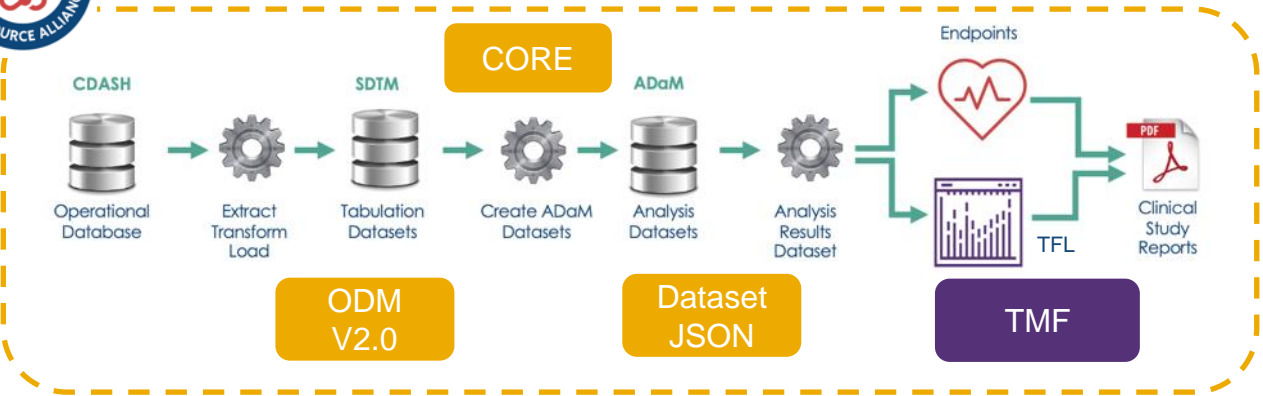 URCE ALLIAN
Endpoints
CORE
CDASH
SDTM
ADaM
PDF
Operational
Database
Extract
Transform
Load
Tabulation
Datasets
Create ADaM
Datasets
Analysis
Datasets
Analysis
Results
Dataset
TFL
Clinical
Study
Reports
ODM
V2.0
Dataset
JSON
TMF